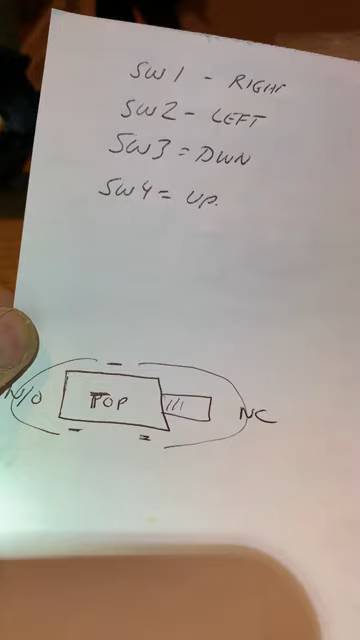 SW1 - RIGHT
SW2 - LEFT
SW3 = DWN
SW4 = UP.
N/O TOP NC